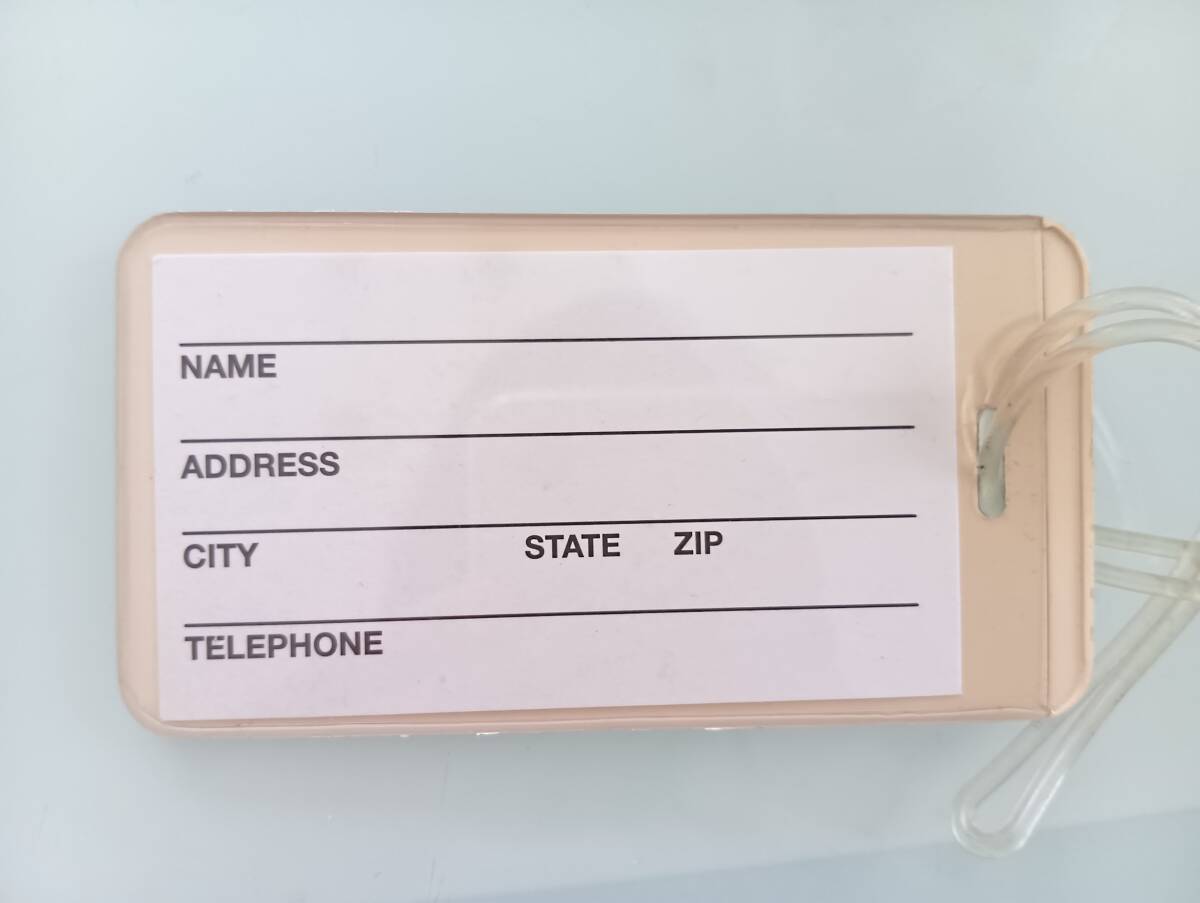 NAME
ADDRESS
CITY STATE ZIP
TELEPHONE